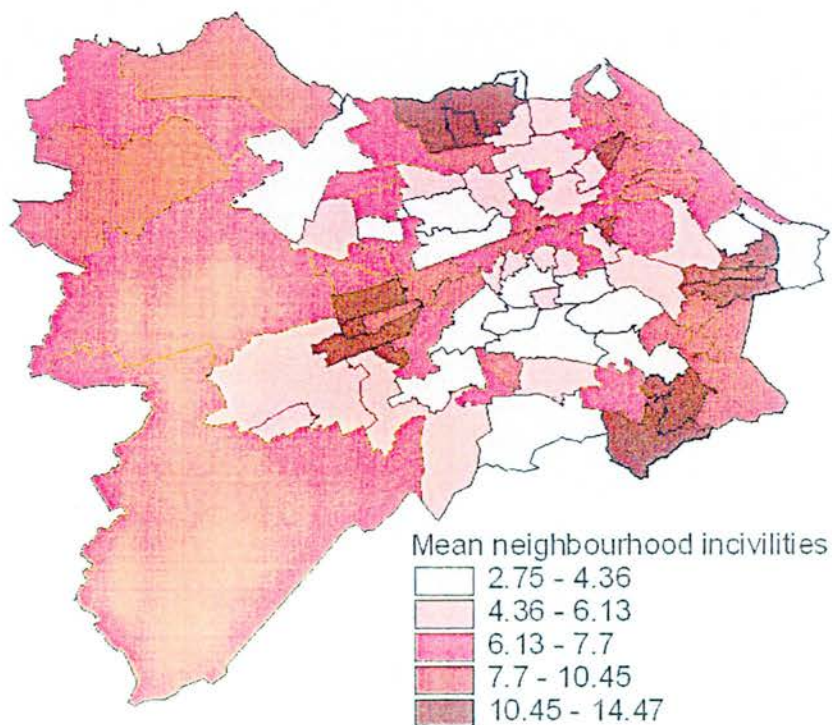 Mean neighbourhood incivilities
2.75 - 4.36
4.36 - 6.13
6.13 - 7.7
7.7 - 10.45
10.45 - 14.47